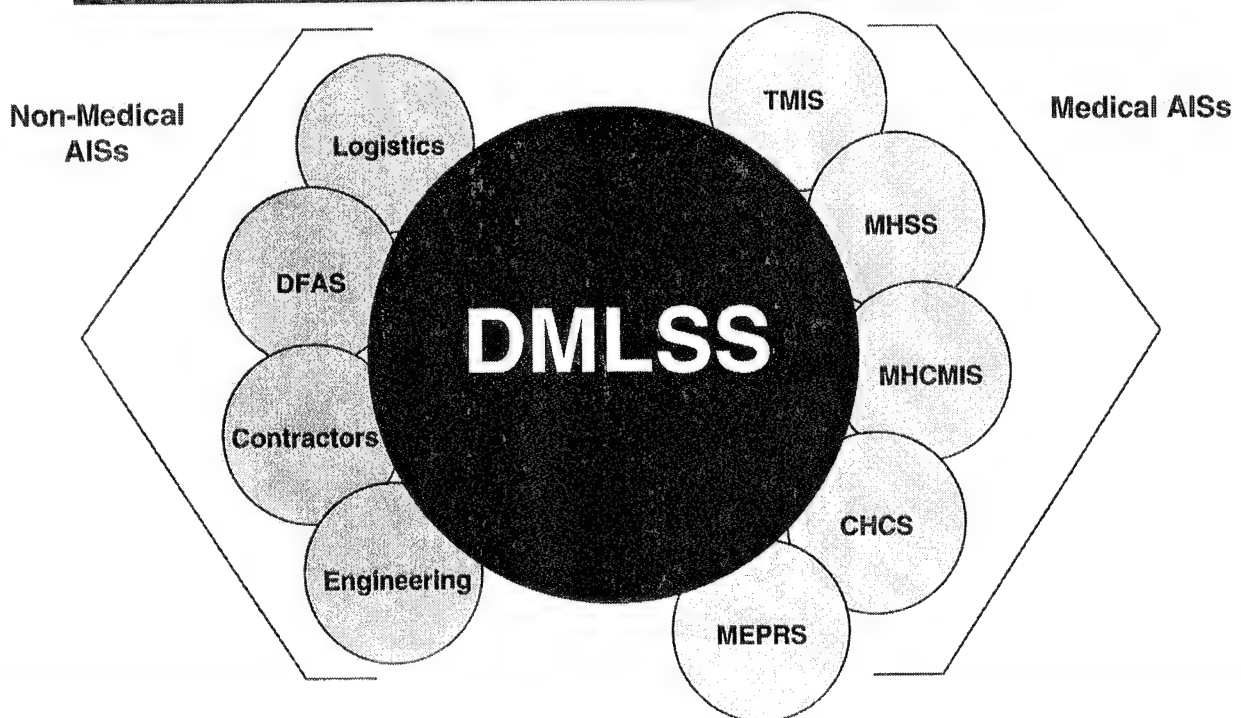 Non-Medical
AISs
Logistics
DFAS
Contractors
Engineering
DMLSS
TMIS
MHSS
MHCMIS
CHCS
MEPRS
Medical AISs